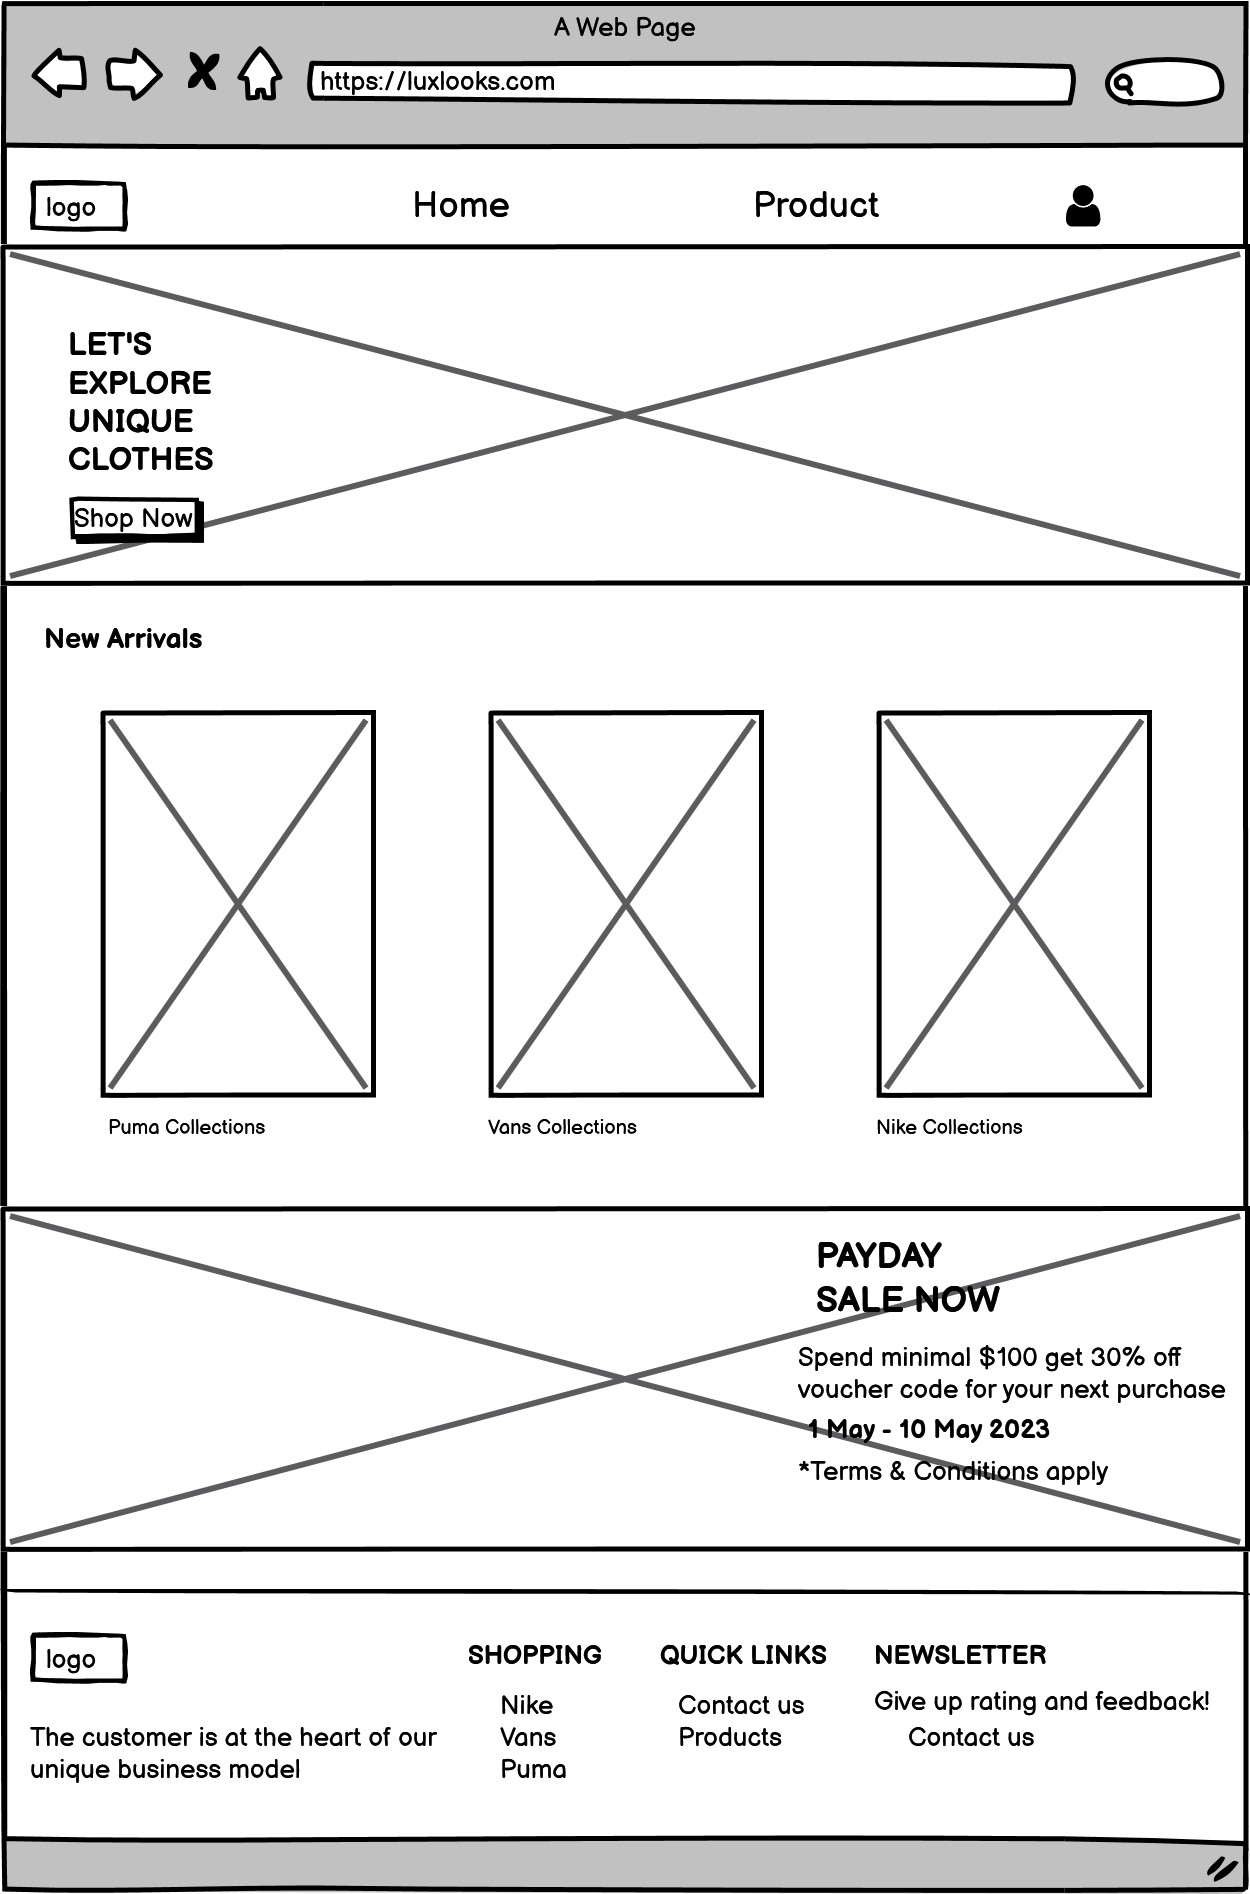 A Web Page
https://luxlooks.com
logo
Home
Product
LET'S
EXPLORE
UNIQUE
CLOTHES
Shop Now
New Arrivals
Puma Collections
Vans Collections
Nike Collections
PAYDAY
SALE NOW
Spend minimal $100 get 30% off
voucher code for your next purchase
1 May - 10 May 2023
*Terms & Conditions apply
logo
The customer is at the heart of our
unique business model
SHOPPING
Nike
Vans
Puma
QUICK LINKS
Contact us
Products
NEWSLETTER
Give up rating and feedback!
Contact us